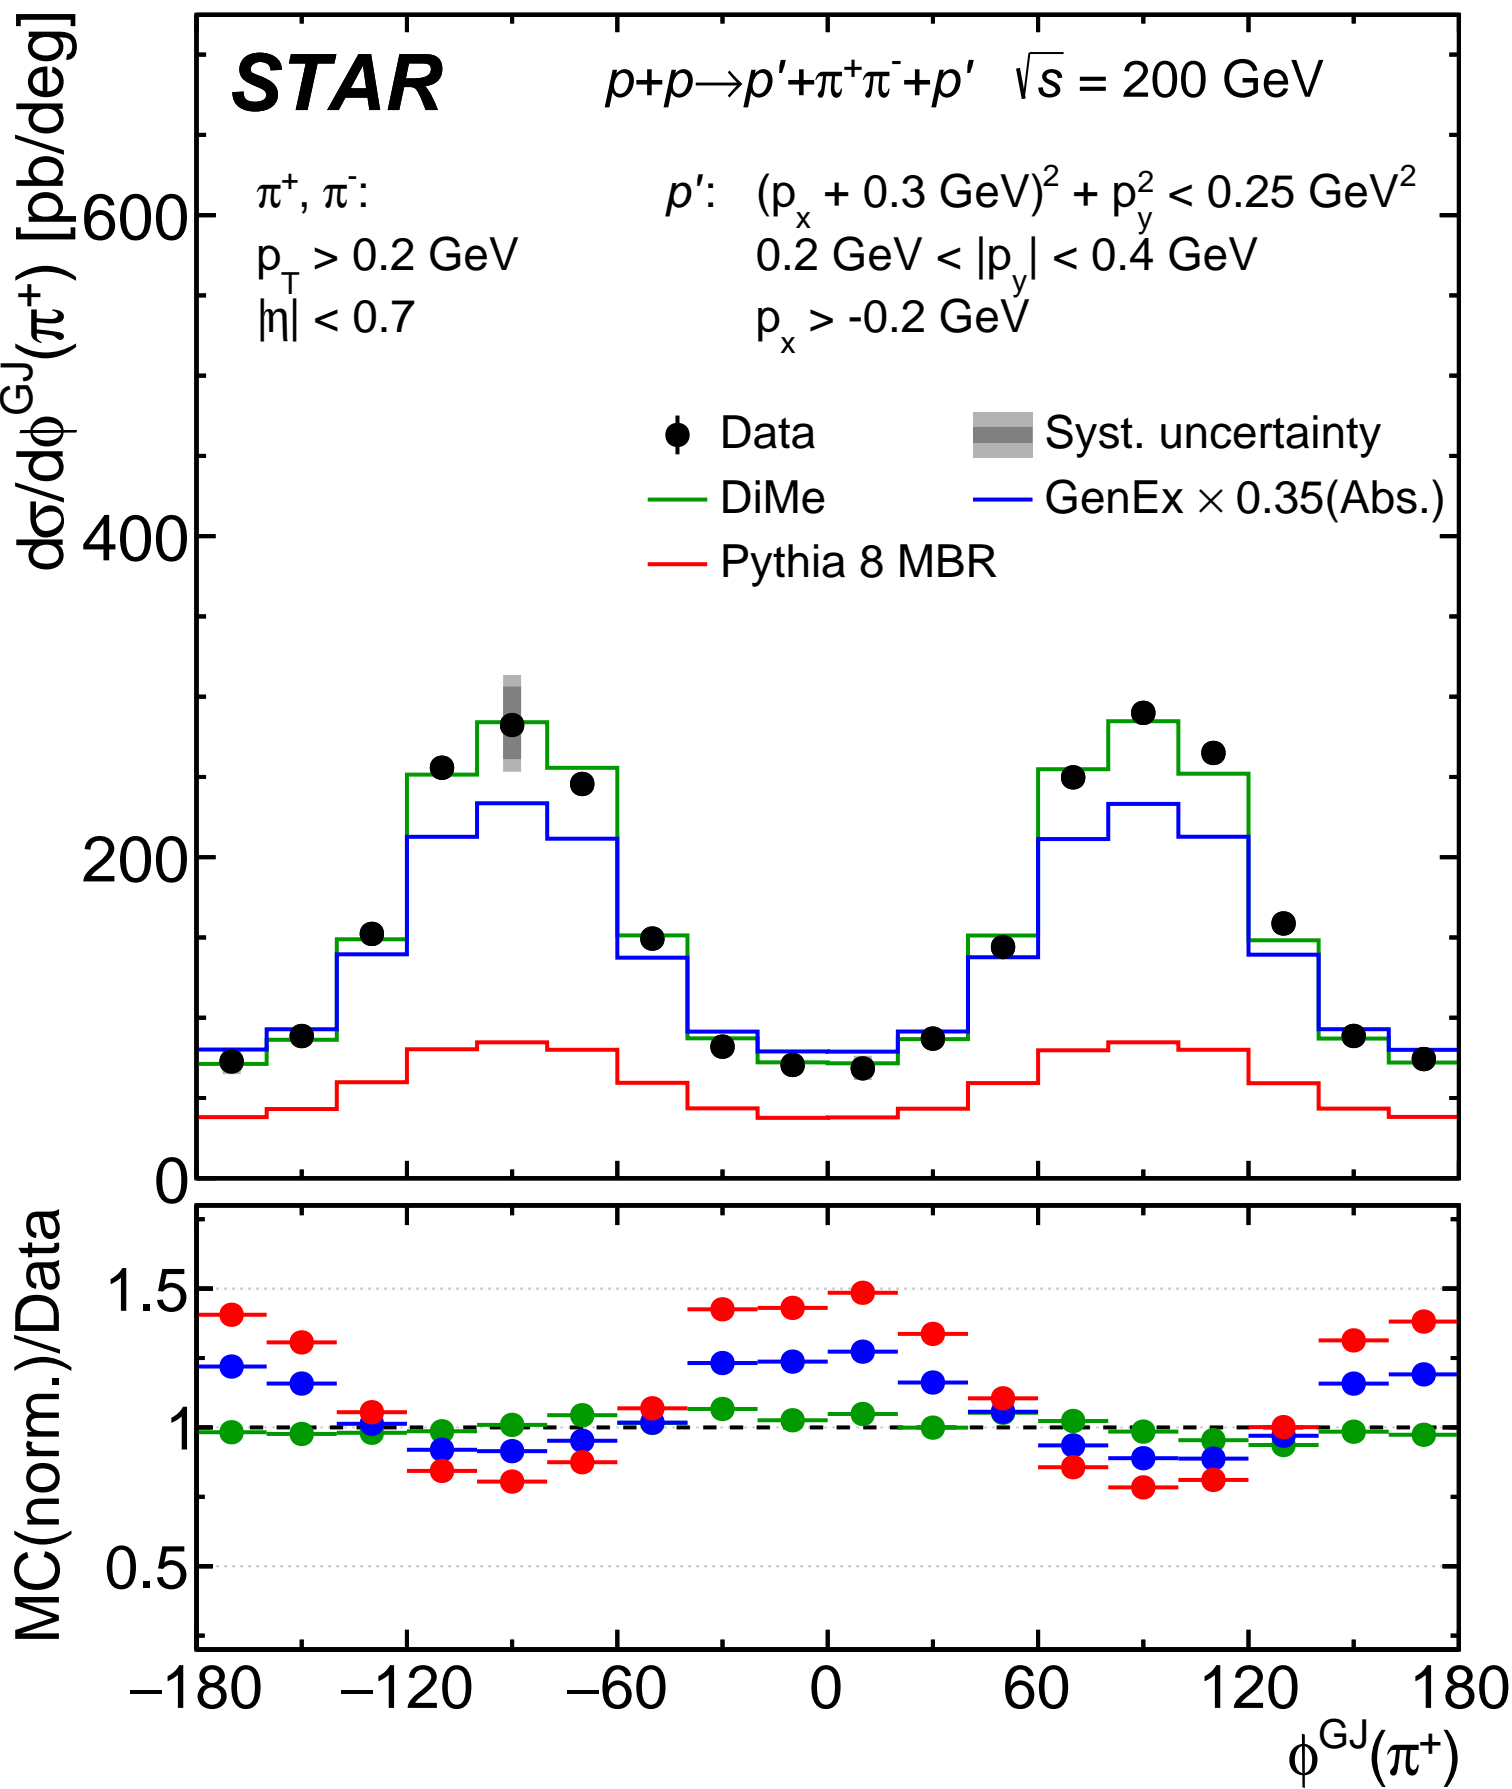 STAR p+p→p′+π⁺π⁻+p′ √s = 200 GeV
π⁺, π⁻: p′: (pₓ + 0.3 GeV)² + p_y² < 0.25 GeV²
p_T > 0.2 GeV 0.2 GeV < |p_y| < 0.4 GeV
|η| < 0.7 pₓ > -0.2 GeV
Data Syst. uncertainty
DiMe GenEx × 0.35(Abs.)
Pythia 8 MBR
dσ/dϕ^GJ(π⁺) [pb/deg]
600
400
200
0
MC(norm.)/Data
1.5
1
0.5
−180 −120 −60 0 60 120 180
ϕ^GJ(π⁺)